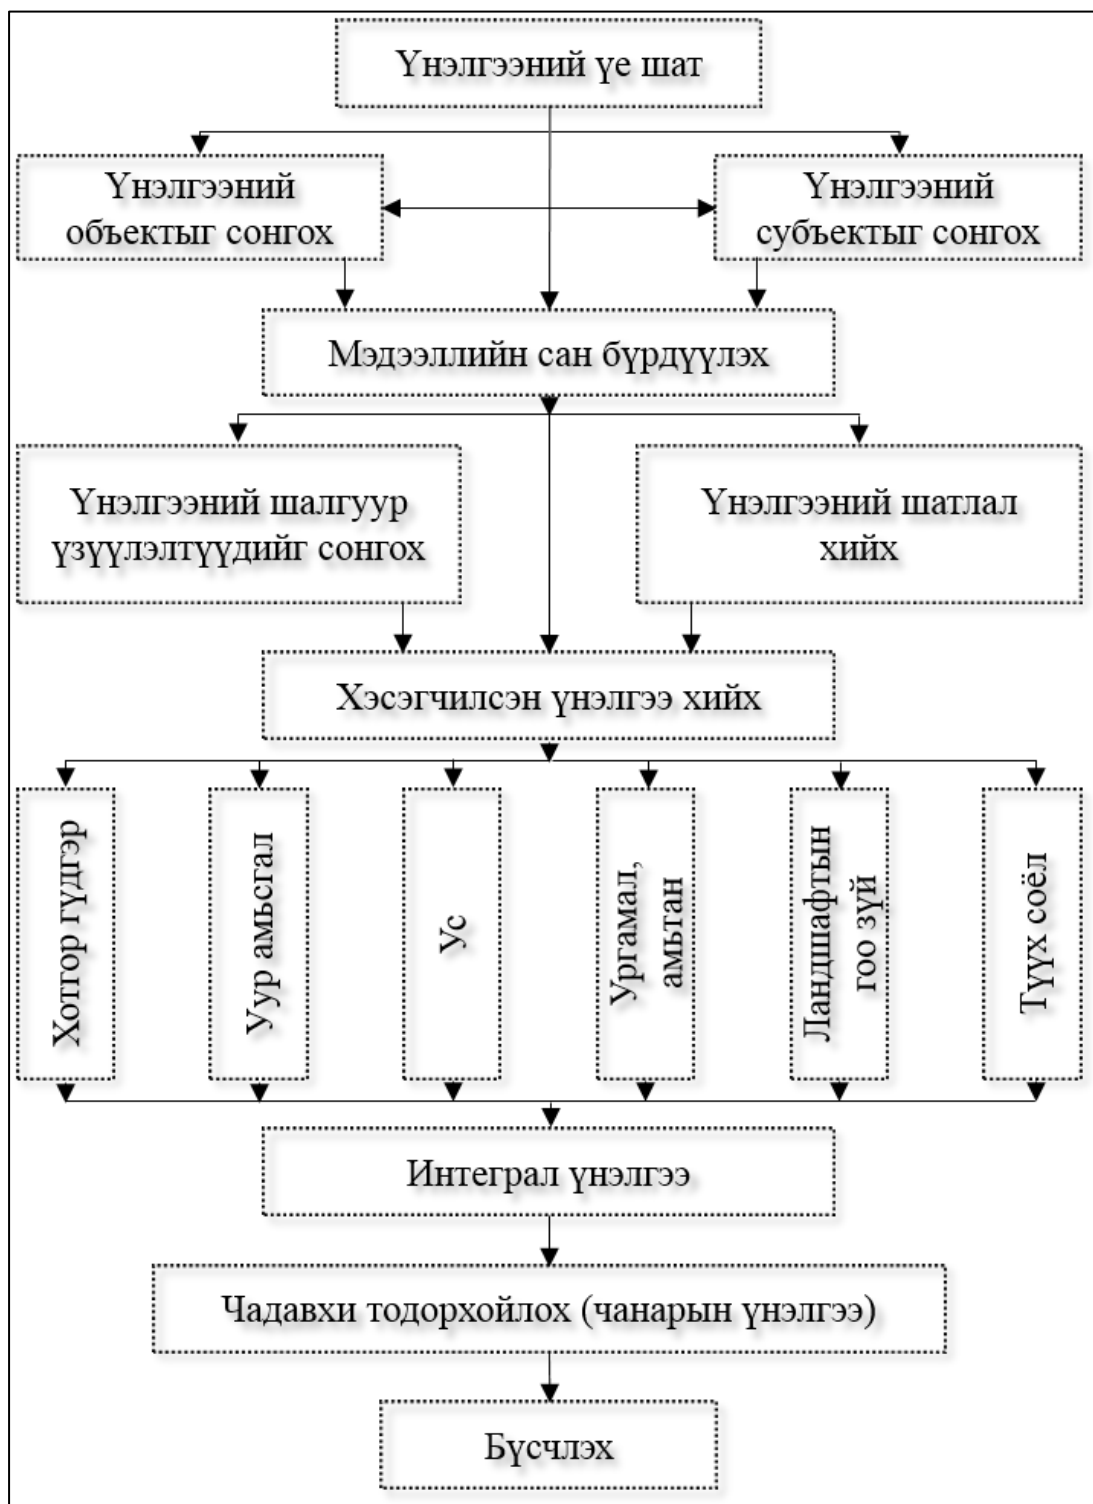 Үнэлгээний үе шат
Үнэлгээний
объектыг сонгох
Үнэлгээний
субъектыг сонгох
Мэдээллийн сан бүрдүүлэх
Үнэлгээний шалгуур
үзүүлэлтүүдийг сонгох
Үнэлгээний шатлал
хийх
Хэсэгчилсэн үнэлгээ хийх
Хотгор гүдгэр
Уур амьсгал
Ус
Ургамал,
амьтан
Ландшафтын
гоо зүй
Түүх соёл
Интеграл үнэлгээ
Чадавхи тодорхойлох (чанарын үнэлгээ)
Бүсчлэх